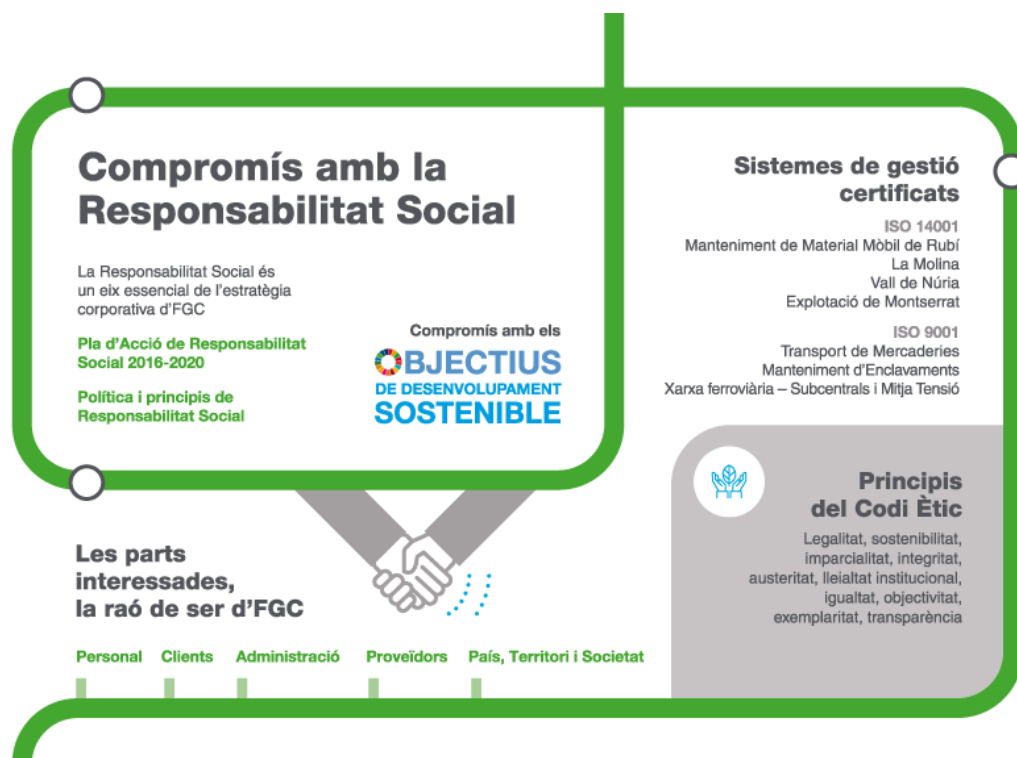 Compromís amb la
Responsabilitat Social
La Responsabilitat Social és
un eix essencial de l'estratègia
corporativa d'FGC
Pla d'Acció de Responsabilitat
Social 2016-2020
Política i principis de
Responsabilitat Social
Compromís amb els
OBJECTIUS
DE DESENVOLUPAMENT
SOSTENIBLE
Sistemes de gestió
certificats
ISO 14001
Manteniment de Material Mòbil de Rubí
La Molina
Vall de Núria
Explotació de Montserrat
ISO 9001
Transport de Mercaderies
Manteniment d'Enclavaments
Xarxa ferroviària – Subcentrals i Mitja Tensió
Principis
del Codi Ètic
Legalitat, sostenibilitat,
imparcialitat, integritat,
austeritat, lleialtat institucional,
igualtat, objectivitat,
exemplaritat, transparència
Les parts
interessades,
la raó de ser d'FGC
Personal Clients Administració Proveïdors País, Territori i Societat